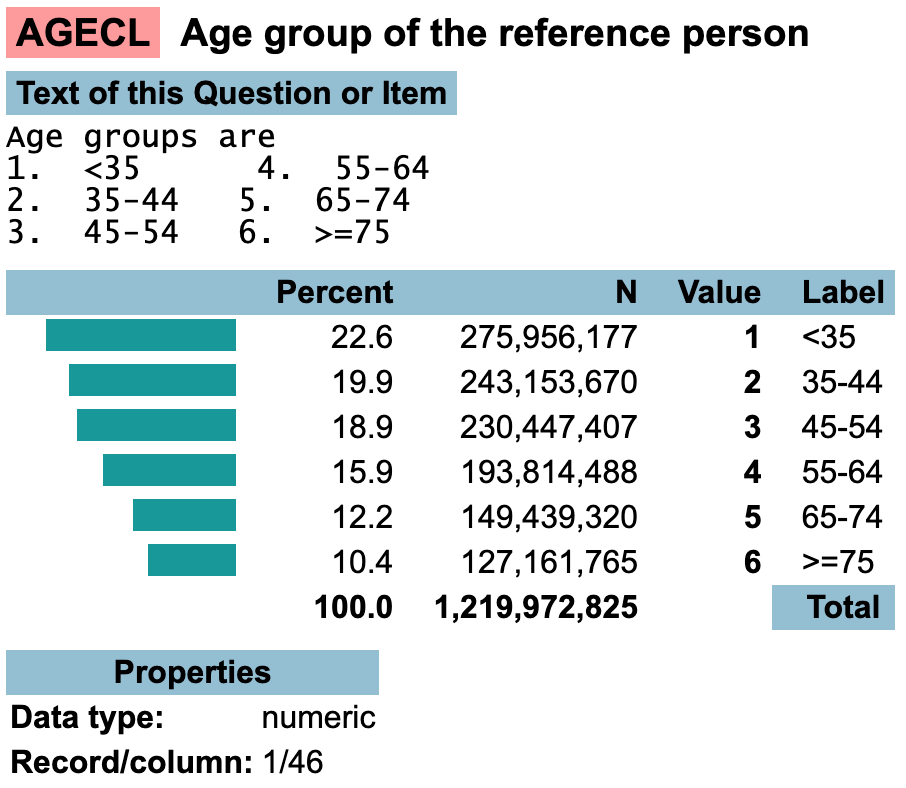 AGECL Age group of the reference person
Text of this Question or Item
Age groups are
1. <35 4. 55-64
2. 35-44 5. 65-74
3. 45-54 6. >=75
Percent N Value Label
22.6 275,956,177 1 <35
19.9 243,153,670 2 35-44
18.9 230,447,407 3 45-54
15.9 193,814,488 4 55-64
12.2 149,439,320 5 65-74
10.4 127,161,765 6 >=75
100.0 1,219,972,825 Total
Properties
Data type: numeric
Record/column: 1/46